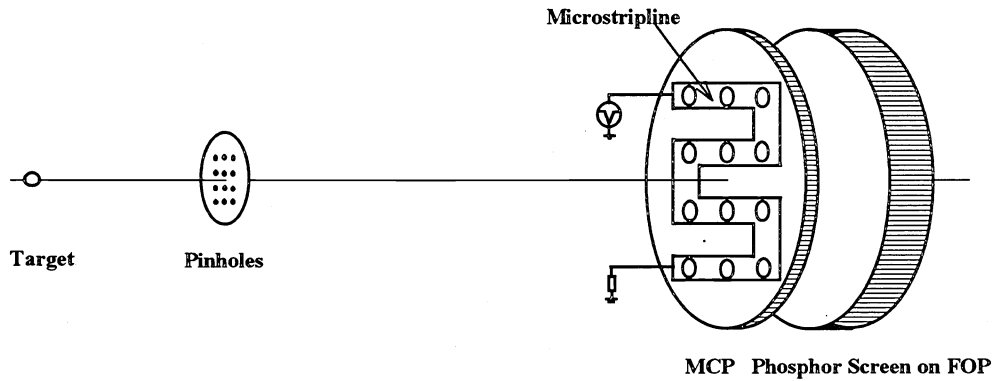 Microstripline
V
Target
Pinholes
MCP Phosphor Screen on FOP